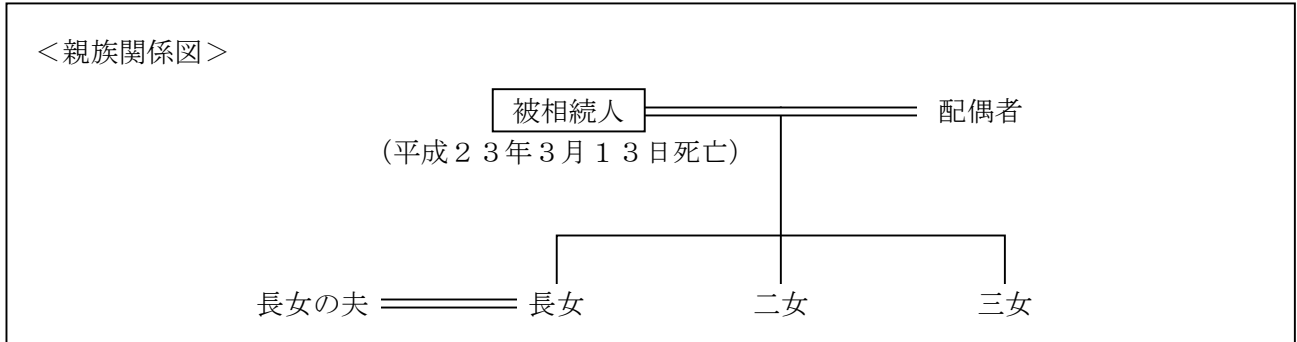 ＜親族関係図＞
被相続人 配偶者
（平成２３年３月１３日死亡）
長女の夫 長女 二女 三女